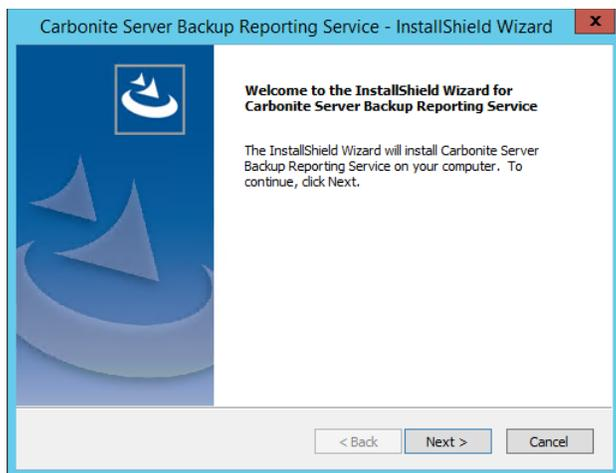 Carbonite Server Backup Reporting Service - InstallShield Wizard
x
Welcome to the InstallShield Wizard for
Carbonite Server Backup Reporting Service
The InstallShield Wizard will install Carbonite Server
Backup Reporting Service on your computer. To
continue, click Next.
< Back
Next >
Cancel